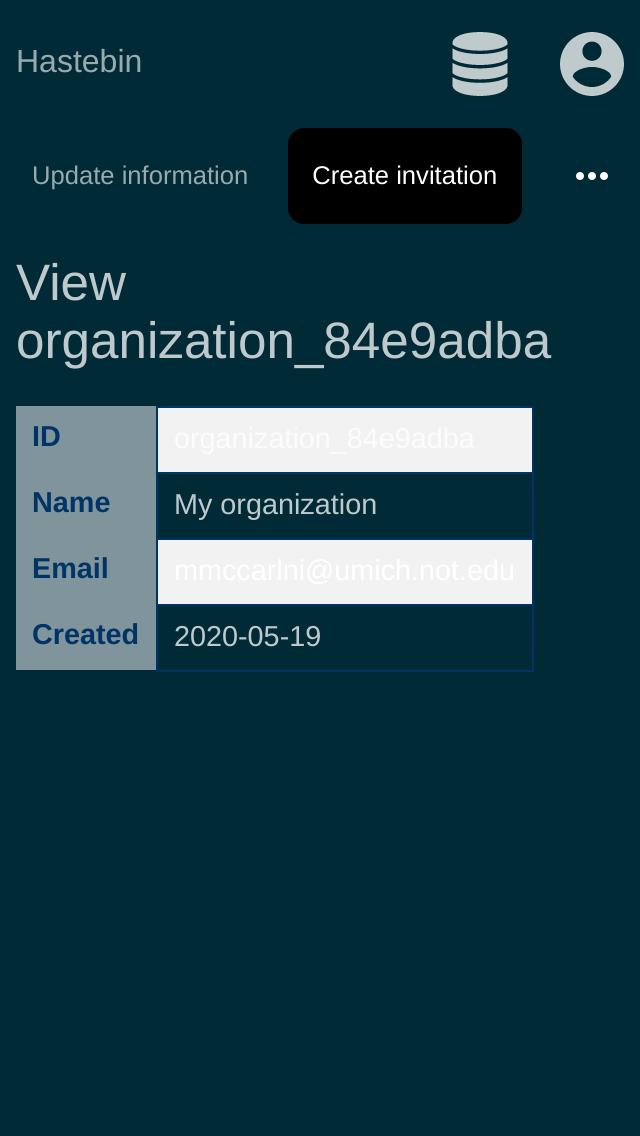 Hastebin
Update information
Create invitation
View
organization_84e9adba
ID
organization_84e9adba
Name
My organization
Email
mmccarlni@umich.not.edu
Created
2020-05-19